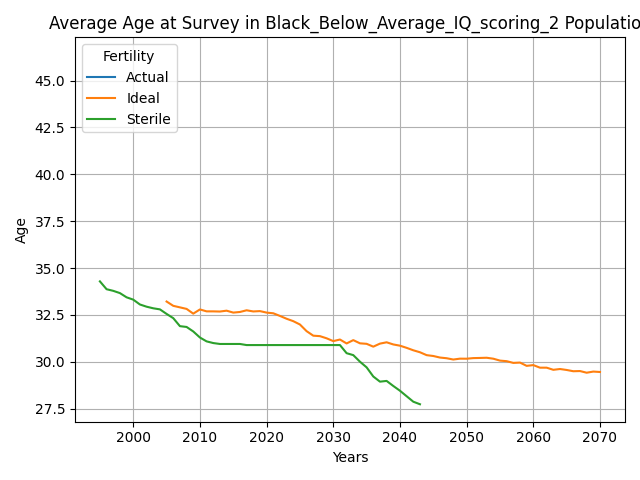 Average Age at Survey in Black_Below_Average_IQ_scoring_2 Populatio
Fertility
Actual
Ideal
Sterile
45.0
42.5
40.0
37.5
35.0
32.5
30.0
27.5
Age
2000 2010 2020 2030 2040 2050 2060 2070
Years